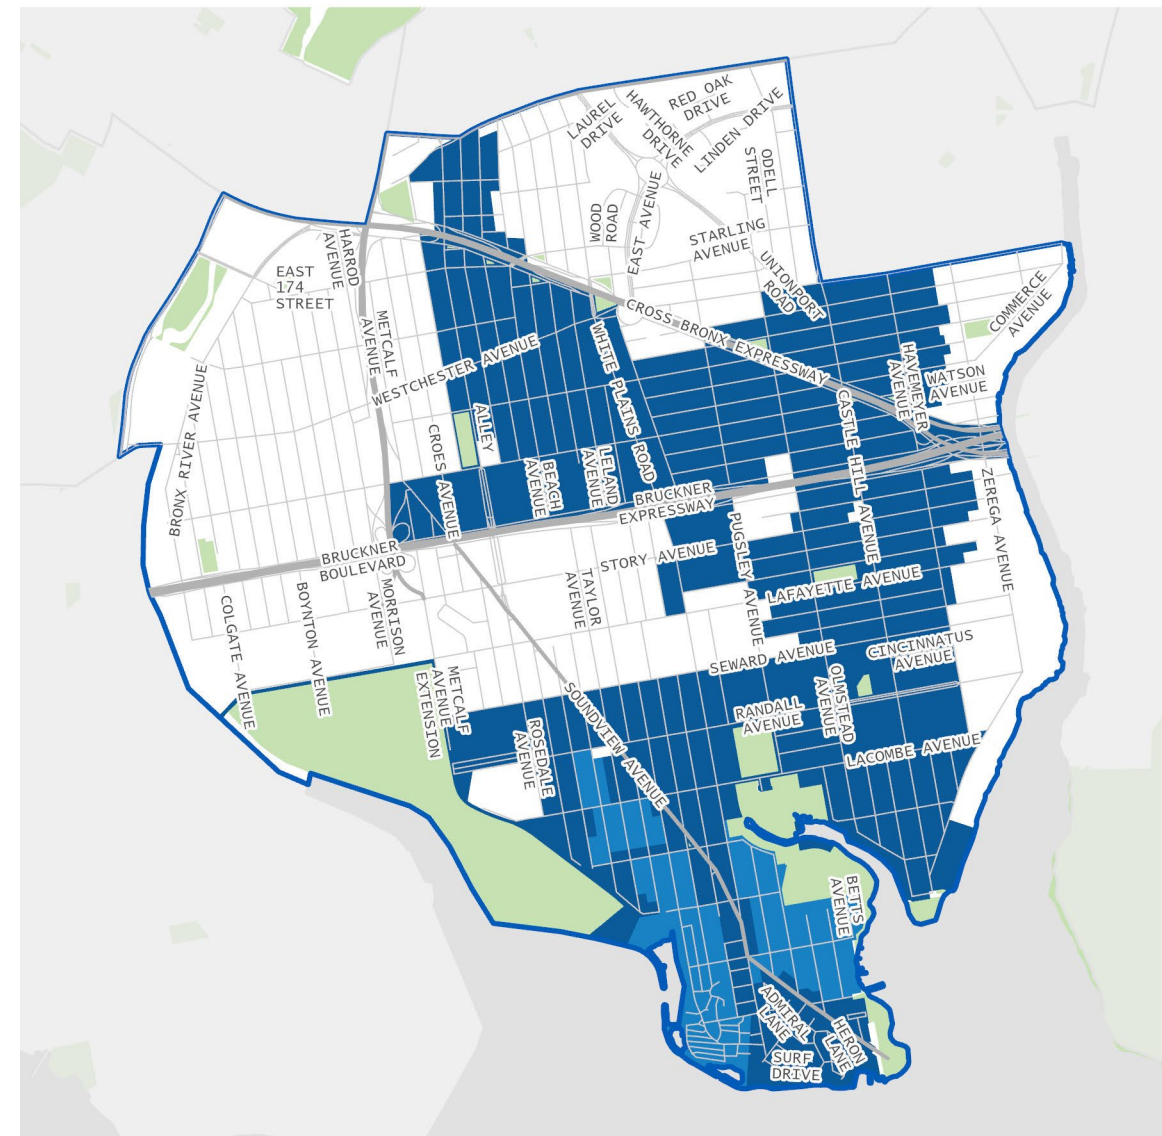 RED OAK
DRIVE
HAWTHORNE
DRIVE
LAUREL
DRIVE
LINDEN DRIVE
ODELL
STREET
WOOD
ROAD
EAST AVENUE
STARLING
AVENUE
HARROD
AVENUE
EAST
174
STREET
UNIONPORT
ROAD
COMMERCE
AVENUE
METCALF
AVENUE
CROSS BRONX EXPRESSWAY
WESTCHESTER AVENUE
WHITE PLAINS ROAD
HAVEMEYER
AVENUE
WATSON
AVENUE
BRONX RIVER AVENUE
ALLEY
CROES AVENUE
CASTLE HILL AVENUE
BEACH
AVENUE
LELAND
AVENUE
BRUCKNER
EXPRESSWAY
ZEREGA AVENUE
BRUCKNER
BOULEVARD
PUGSLEY AVENUE
STORY AVENUE
TAYLOR
AVENUE
LAFAYETTE AVENUE
COLGATE AVENUE
BOYNTON AVENUE
MORRISON
AVENUE
SEWARD AVENUE
CINCINNATUS
AVENUE
METCALF
AVENUE
EXTENSION
SOUNDVIEW AVENUE
OLMSTEAD
AVENUE
RANDALL
AVENUE
ROSEDALE
AVENUE
LACOMBE AVENUE
BETTS
AVENUE
ADMIRAL
LANE
HERON
LANE
SURF
DRIVE